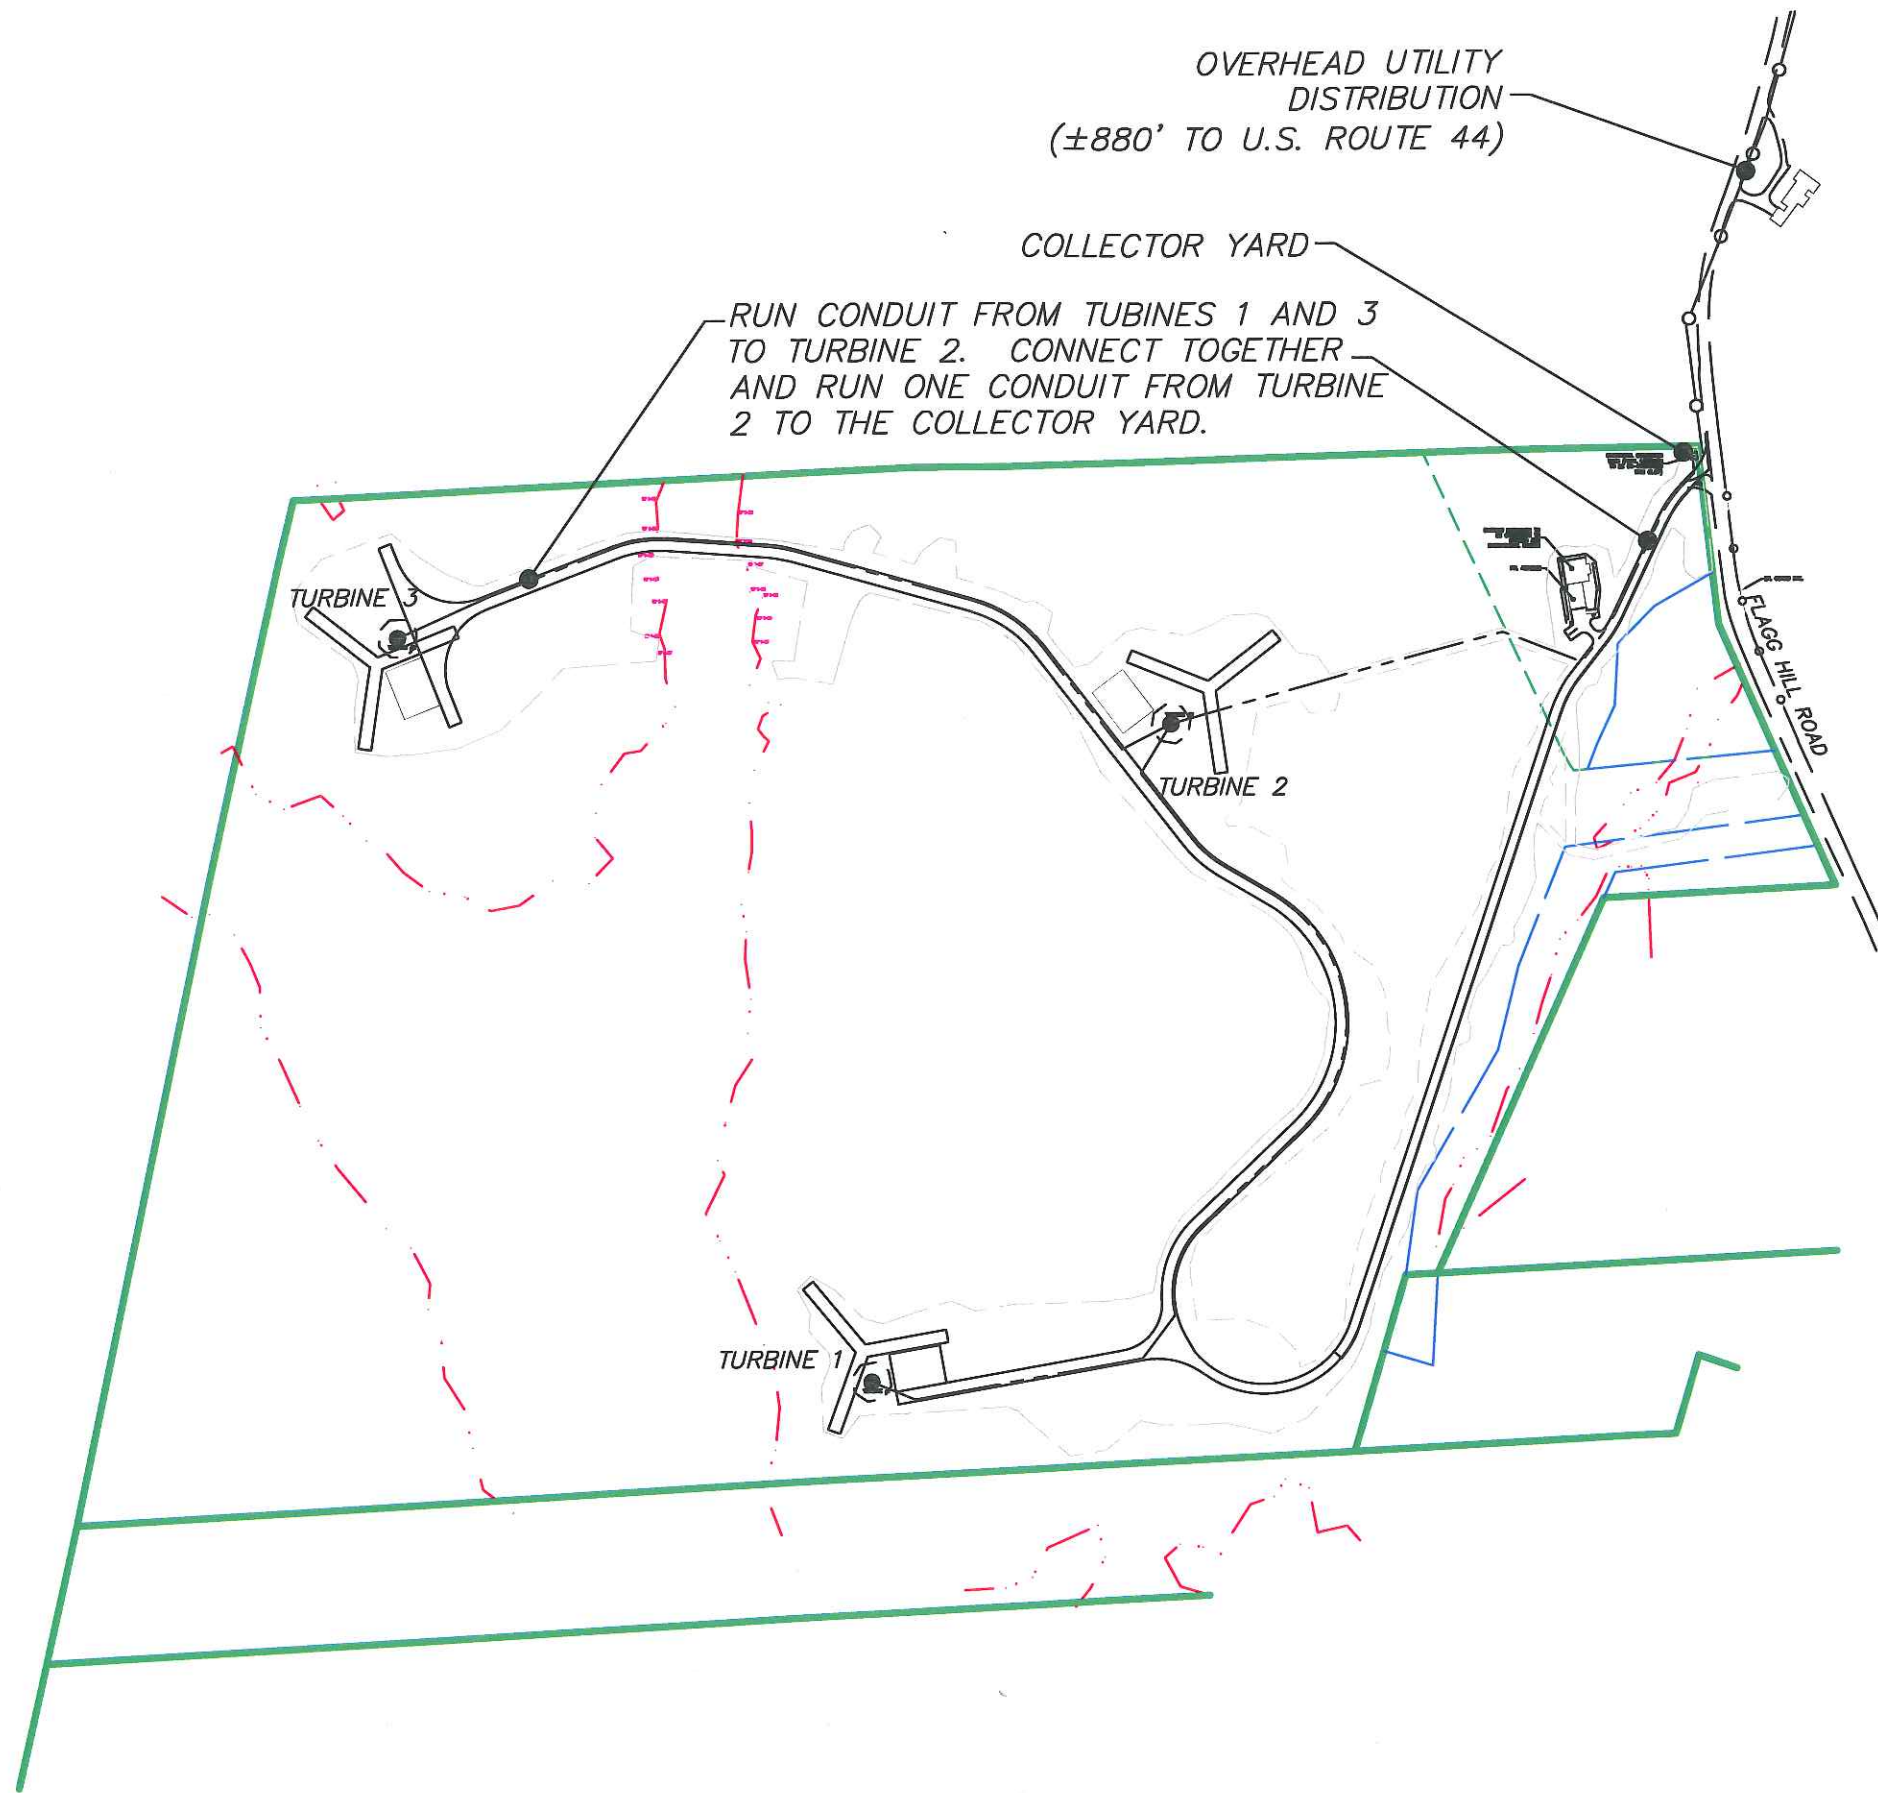 OVERHEAD UTILITY
DISTRIBUTION
(±880' TO U.S. ROUTE 44)
COLLECTOR YARD
RUN CONDUIT FROM TUBINES 1 AND 3
TO TURBINE 2. CONNECT TOGETHER
AND RUN ONE CONDUIT FROM TURBINE
2 TO THE COLLECTOR YARD.
TURBINE 3
FLAGG HILL ROAD
TURBINE 2
TURBINE 1